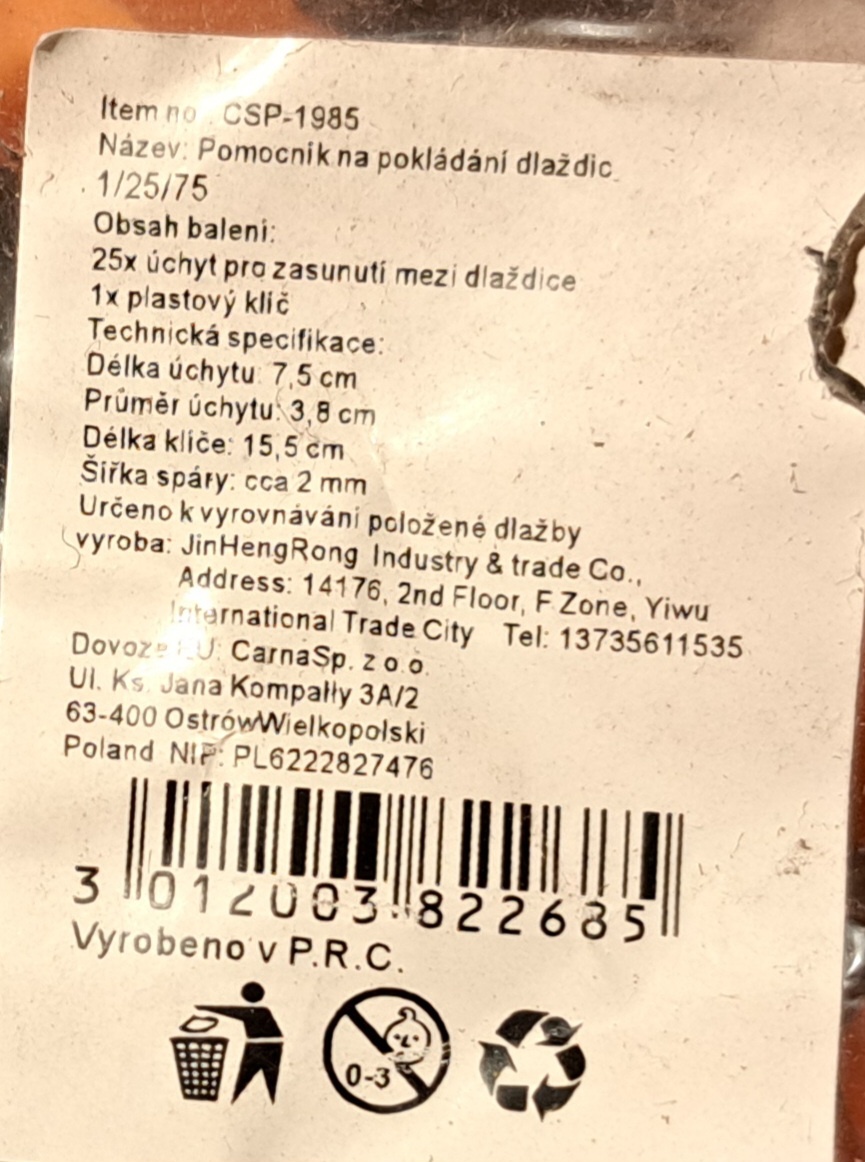 Item no : CSP-1985
Název: Pomocník na pokládání dlaždic
1/25/75
Obsah balení:
25x úchyt pro zasunutí mezi dlaždice
1x plastový klíč
Technická specifikace:
Délka úchytu: 7,5 cm
Průměr úchytu: 3,8 cm
Délka klíče: 15,5 cm
Šířka spáry: cca 2 mm
Určeno k vyrovnávání položené dlažby
vyroba: JinHengRong Industry & trade Co.,
Address: 14176, 2nd Floor, F Zone, Yiwu
International Trade City Tel: 13735611535
Dovoze EU: CarnaSp. z o.o.
Ul. Ks. Jana Kompałły 3A/2
63-400 OstrówWielkopolski
Poland NIP: PL6222827476
3 012003 822685
Vyrobeno v P.R.C.
0-3